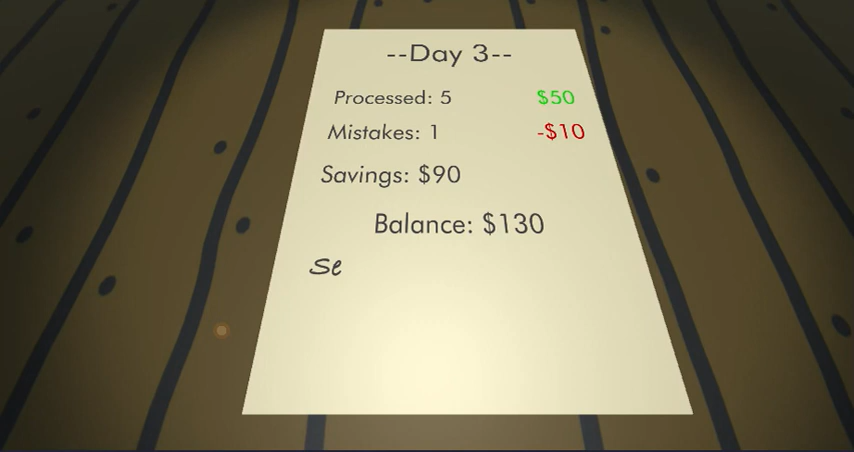 --Day 3--
Processed: 5 $50
Mistakes: 1 -$10
Savings: $90
Balance: $130
Se